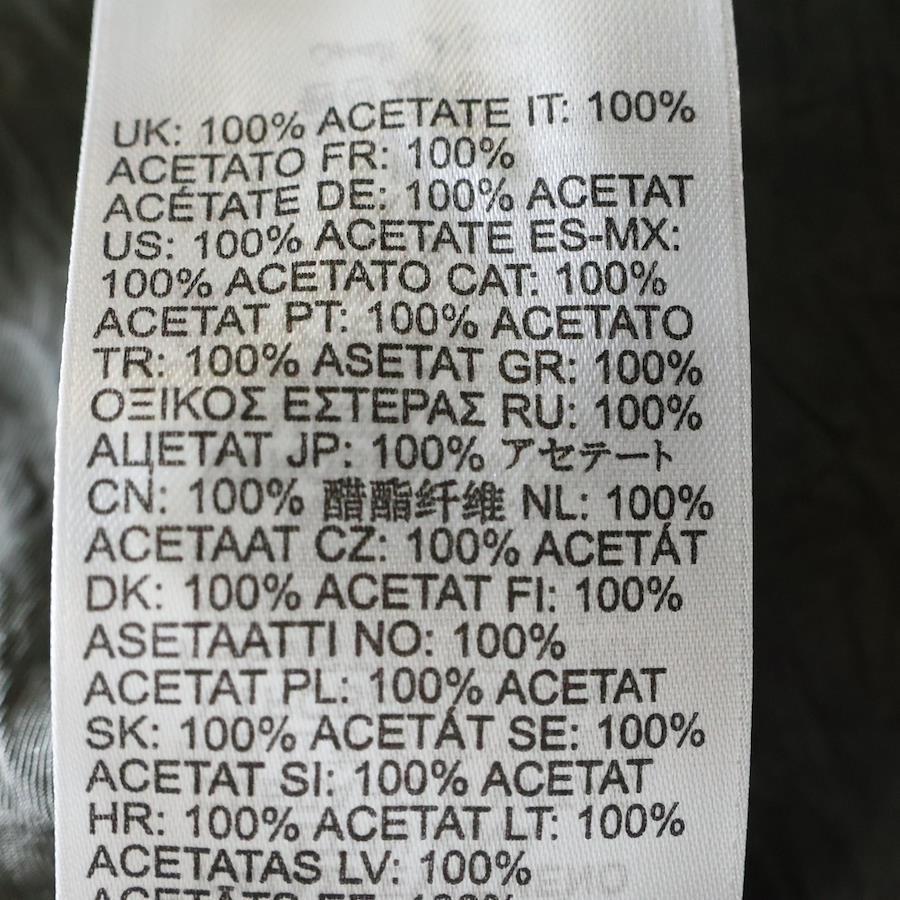 UK: 100% ACETATE IT: 100%
ACETATO FR: 100%
ACÉTATE DE: 100% ACETAT
US: 100% ACETATE ES-MX:
100% ACETATO CAT: 100%
ACETAT PT: 100% ACETATO
TR: 100% ASETAT GR: 100%
ΟΞΙΚΟΣ ΕΣΤΕΡΑΣ RU: 100%
АЦЕТАТ JP: 100% アセテート
CN: 100% 醋酯纤维 NL: 100%
ACETAAT CZ: 100% ACETÁT
DK: 100% ACETAT FI: 100%
ASETAATTI NO: 100%
ACETAT PL: 100% ACETAT
SK: 100% ACETÁT SE: 100%
ACETAT SI: 100% ACETAT
HR: 100% ACETAT LT: 100%
ACETATAS LV: 100%
ACETĀTS EE: 100%